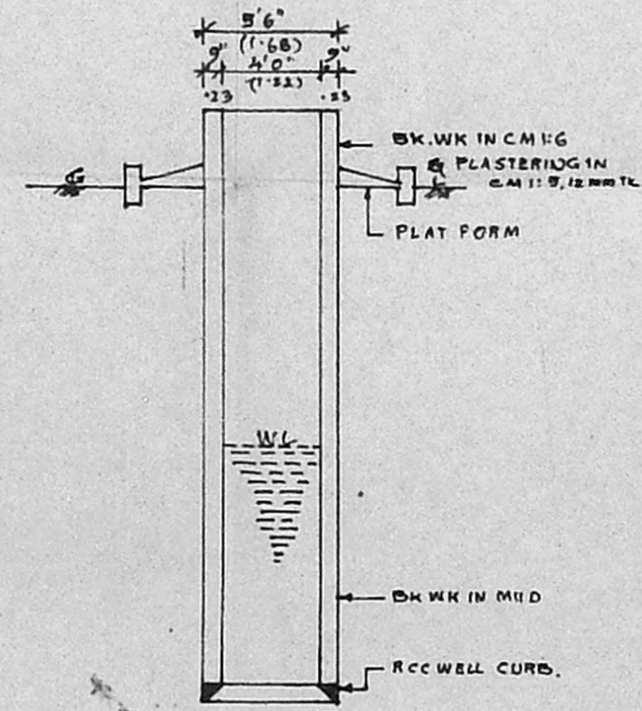 5'6"
(1.68)
9" 4'0" 9"
.23 (1.22) .23
BK.WK IN CM 1:6
& PLASTERING IN
CM 1:5, 12 mm TK.
G L
PLAT FORM
WL
BK WK IN MUD
RCC WELL CURB.